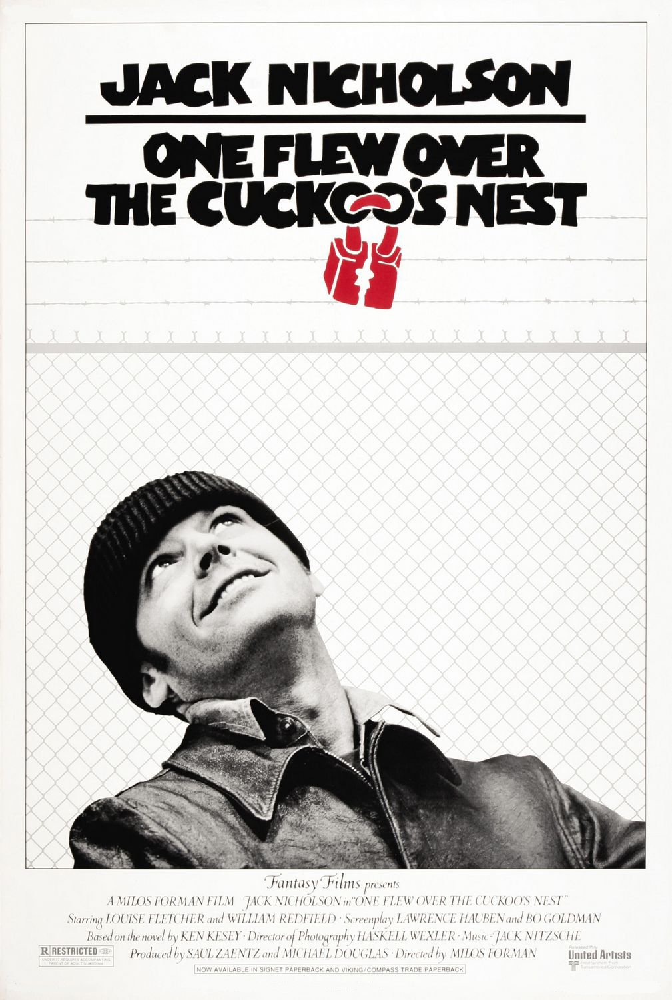 JACK NICHOLSON
ONE FLEW OVER
THE CUCKOO'S NEST
Fantasy Films presents
A MILOS FORMAN FILM JACK NICHOLSON in "ONE FLEW OVER THE CUCKOO'S NEST"
Starring LOUISE FLETCHER and WILLIAM REDFIELD · Screenplay LAWRENCE HAUBEN and BO GOLDMAN
Based on the novel by KEN KESEY · Director of Photography HASKELL WEXLER · Music-JACK NITZSCHE
Produced by SAUL ZAENTZ and MICHAEL DOUGLAS · Directed by MILOS FORMAN
NOW AVAILABLE IN SIGNET PAPERBACK AND VIKING/COMPASS TRADE PAPERBACK
R RESTRICTED
UNDER 17 REQUIRES ACCOMPANYING
PARENT OR ADULT GUARDIAN
Released thru
United Artists
Entertainment from
Transamerica Corporation